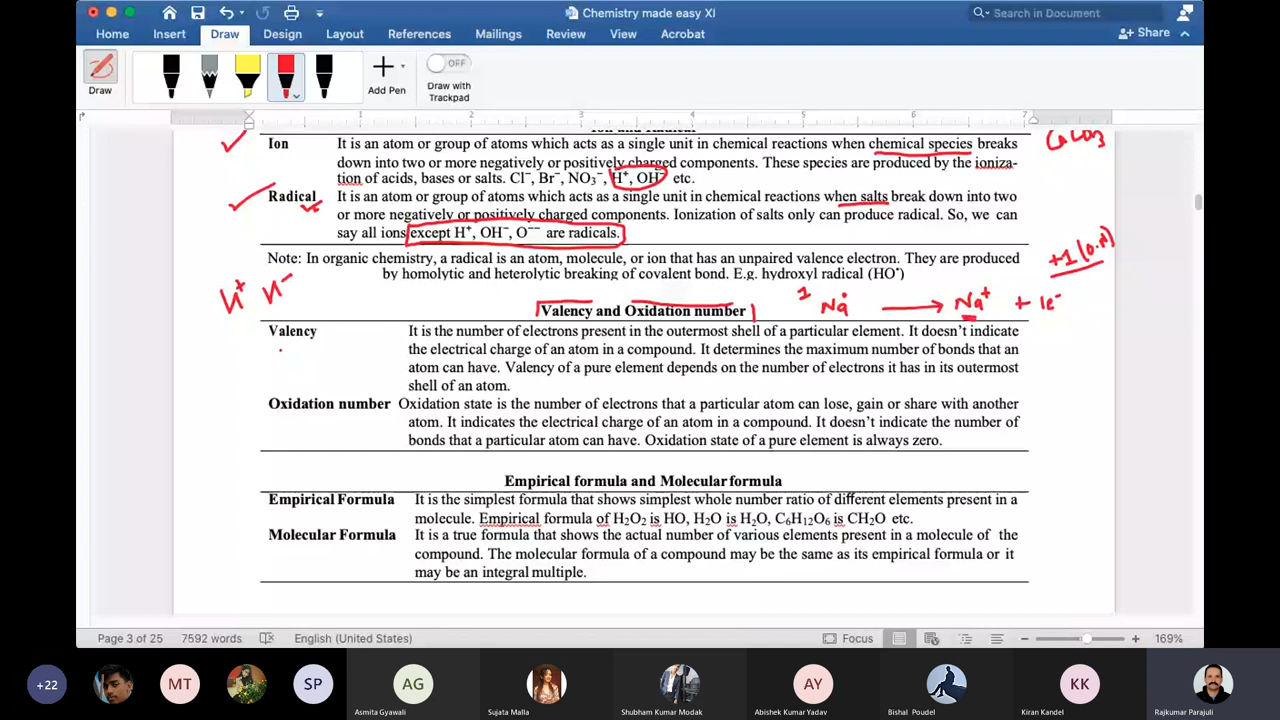 Chemistry made easy XI
Search in Document
Home Insert Draw Design Layout References Mailings Review View Acrobat
Share
OFF
Draw
Add Pen
Draw with
Trackpad
1 2 3 4 5 6 7
Ion and Radical
CaCO3
Ion It is an atom or group of atoms which acts as a single unit in chemical reactions when chemical species breaks
down into two or more negatively or positively charged components. These species are produced by the ioniza-
tion of acids, bases or salts. Cl⁻, Br⁻, NO₃⁻, H⁺, OH⁻ etc.
Radical It is an atom or group of atoms which acts as a single unit in chemical reactions when salts break down into two
or more negatively or positively charged components. Ionization of salts only can produce radical. So, we can
say all ions except H⁺, OH⁻, O⁻⁻ are radicals.
Note: In organic chemistry, a radical is an atom, molecule, or ion that has an unpaired valence electron. They are produced
by homolytic and heterolytic breaking of covalent bond. E.g. hydroxyl radical (HO•)
H⁺ H⁻
Na → Na⁺ + 1e⁻
Valency and Oxidation number
Valency It is the number of electrons present in the outermost shell of a particular element. It doesn't indicate
the electrical charge of an atom in a compound. It determines the maximum number of bonds that an
atom can have. Valency of a pure element depends on the number of electrons it has in its outermost
shell of an atom.
Oxidation number Oxidation state is the number of electrons that a particular atom can lose, gain or share with another
atom. It indicates the electrical charge of an atom in a compound. It doesn't indicate the number of
bonds that a particular atom can have. Oxidation state of a pure element is always zero.
Empirical formula and Molecular formula
Empirical Formula It is the simplest formula that shows simplest whole number ratio of different elements present in a
molecule. Empirical formula of H₂O₂ is HO, H₂O is H₂O, C₆H₁₂O₆ is CH₂O etc.
Molecular Formula It is a true formula that shows the actual number of various elements present in a molecule of the
compound. The molecular formula of a compound may be the same as its empirical formula or it
may be an integral multiple.
Page 3 of 25 7592 words English (United States) Focus 169%
+22 MT SP AG AY KK
Asmita Gyawali Sujata Malla Shubham Kumar Modak Abishek Kumar Yadav Bishal Poudel Kiran Kandel Rajkumar Parajuli